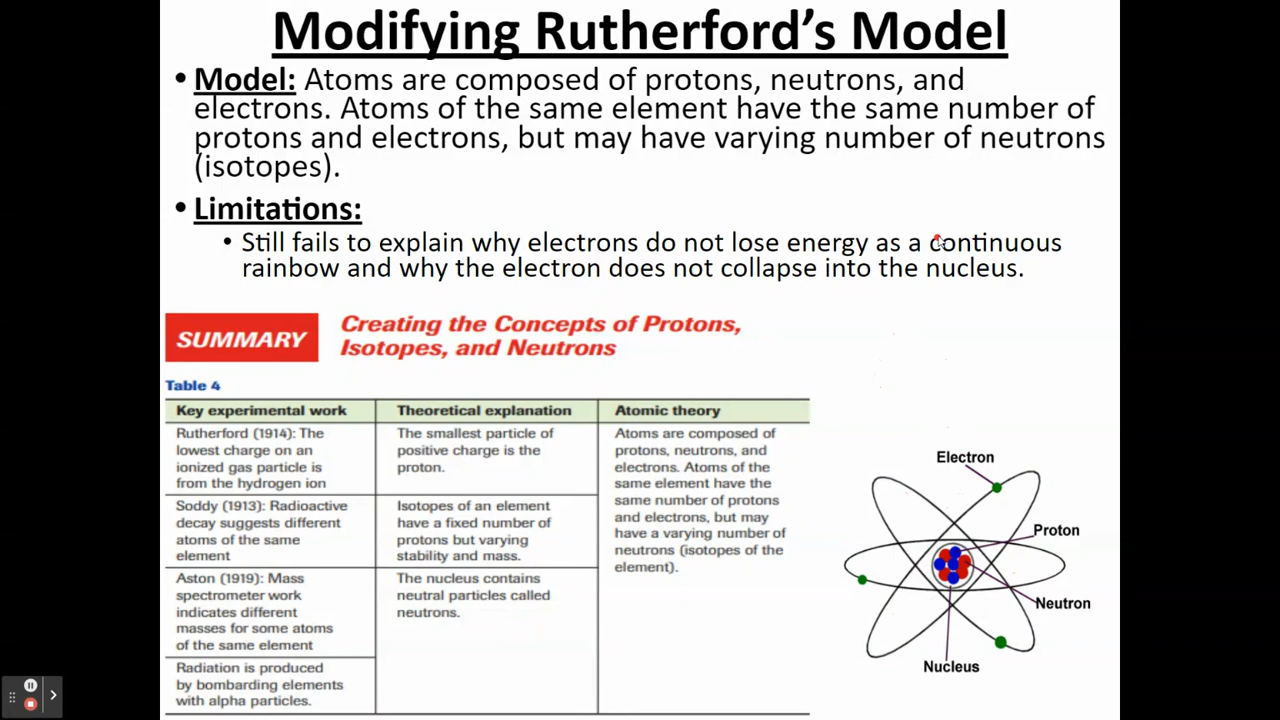 Modifying Rutherford's Model
• Model: Atoms are composed of protons, neutrons, and
electrons. Atoms of the same element have the same number of
protons and electrons, but may have varying number of neutrons
(isotopes).
• Limitations:
• Still fails to explain why electrons do not lose energy as a continuous
rainbow and why the electron does not collapse into the nucleus.
SUMMARY
Creating the Concepts of Protons,
Isotopes, and Neutrons
Table 4
Key experimental work
Rutherford (1914): The
lowest charge on an
ionized gas particle is
from the hydrogen ion
Soddy (1913): Radioactive
decay suggests different
atoms of the same
element
Aston (1919): Mass
spectrometer work
indicates different
masses for some atoms
of the same element
Radiation is produced
by bombarding elements
with alpha particles.
Theoretical explanation
The smallest particle of
positive charge is the
proton.
Isotopes of an element
have a fixed number of
protons but varying
stability and mass.
The nucleus contains
neutral particles called
neutrons.
Atomic theory
Atoms are composed of
protons, neutrons, and
electrons. Atoms of the
same element have the
same number of protons
and electrons, but may
have a varying number of
neutrons (isotopes of the
element).
Electron
Proton
Neutron
Nucleus